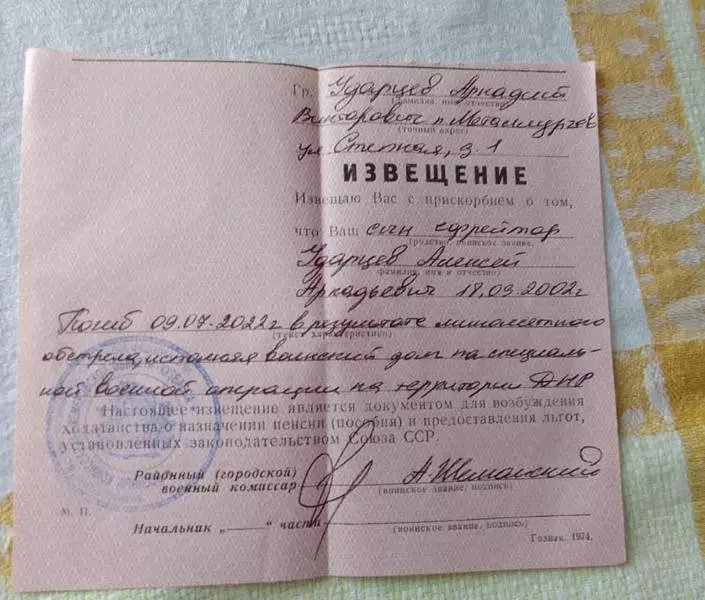 Гр. Ударцев Аркадий
(фамилия, имя, отчество)
Викторович п. Металлургов
(точный адрес)
ул Степная, д. 1
ИЗВЕЩЕНИЕ
Извещаю Вас с прискорбием о том,
что Ваш сын ефрейтор
(родство, воинское звание,
Ударцев Алексей
фамилия, имя и отчество)
Аркадьевич 18.03.2002г
Погиб 09.07.2022г в результате минометного
(текст характеристики)
обстрела, исполняя воинский долг на специаль-
ной военной операции на территории ДНР
Настоящее извещение является документом для возбуждения
ходатайства о назначении пенсии (пособия) и предоставления льгот,
установленных законодательством Союза ССР.
Районный (городской)
военный комиссар
(воинское звание, подпись)
М. П.
Начальник „——“ части
(воинское звание, подпись)
Гознак. 1974.